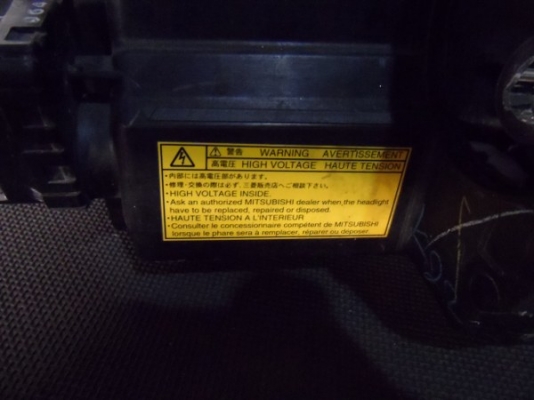 警告 WARNING AVERTISSEMENT
高電圧 HIGH VOLTAGE HAUTE TENSION
・内部には高電圧部があります。
・修理・交換の際は必ず、三菱販売店へご相談下さい。
・HIGH VOLTAGE INSIDE.
・Ask an authorized MITSUBISHI dealer when,the headlight
have to be replaced, repaired or disposed.
・HAUTE TENSION A L'INTERIEUR
・Consulter le concessionnaire compétent de MITSUBISHI
lorsque le phare sera à remplacer, réparer ou deposer.